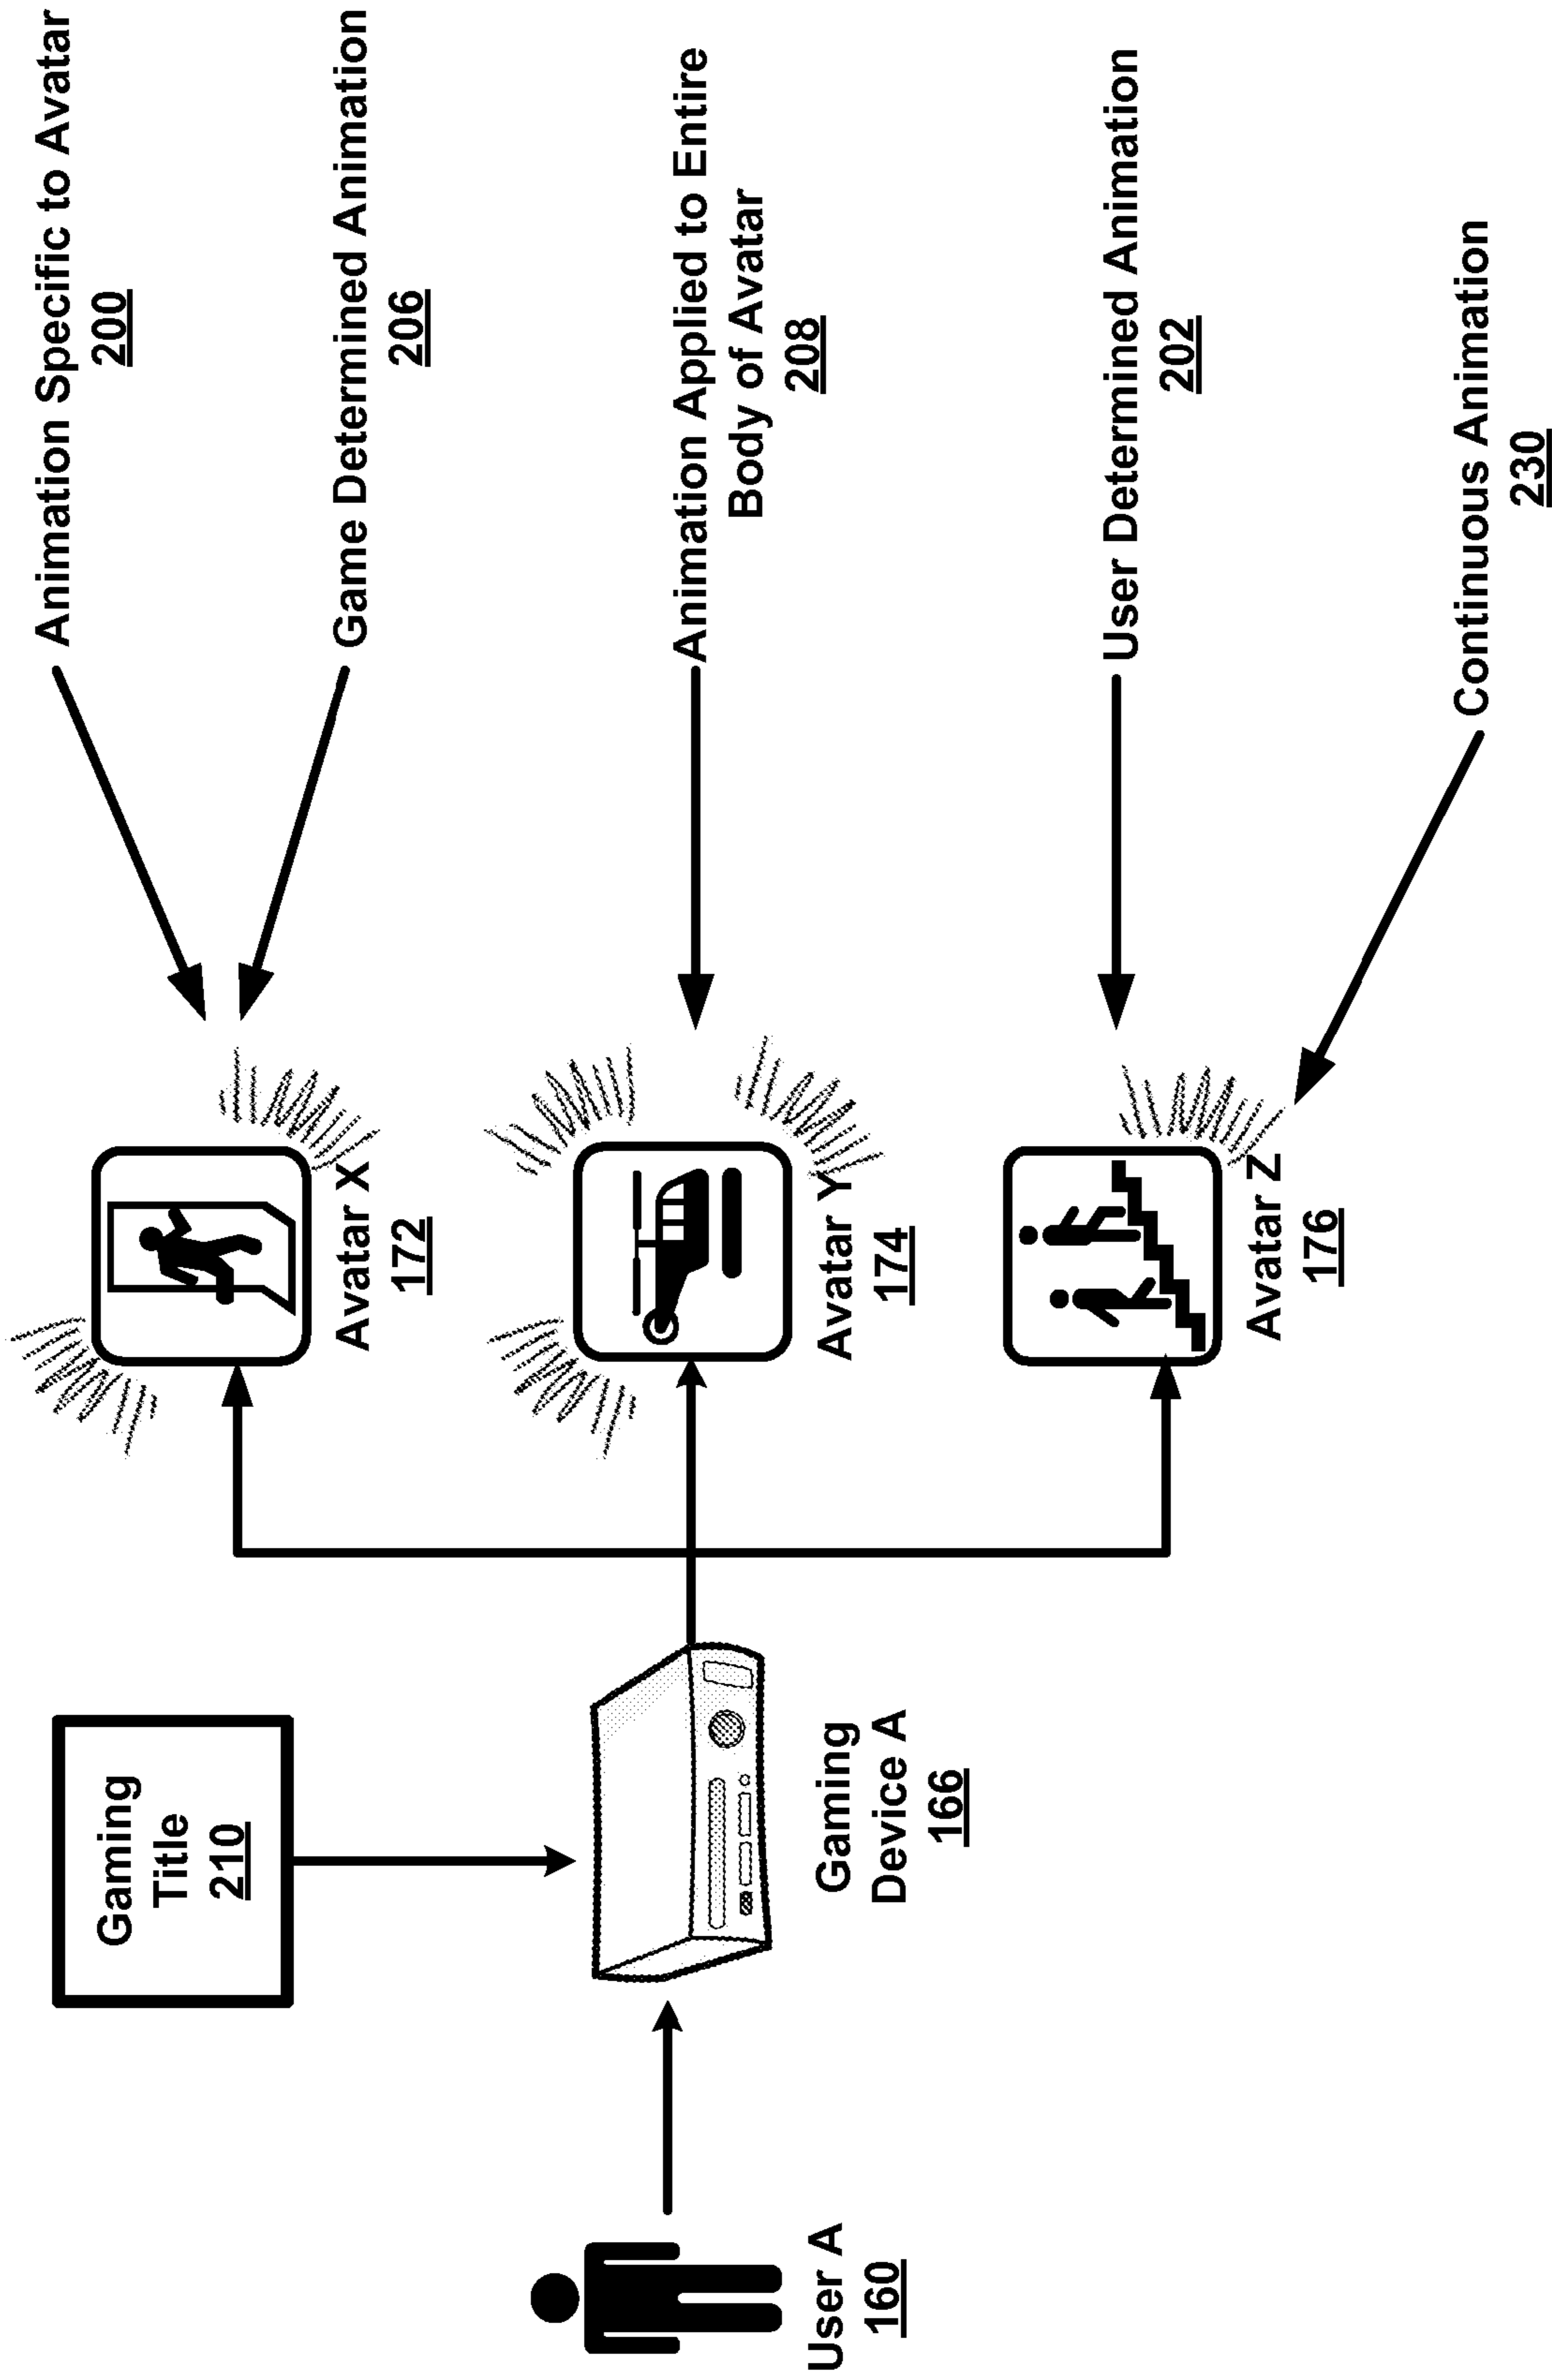 Gaming
Title
210
User A
160
Gaming
Device A
166
Avatar X
172
Avatar Y
174
Avatar Z
176
Animation Specific to Avatar
200
Game Determined Animation
206
Animation Applied to Entire
Body of Avatar
208
User Determined Animation
202
Continuous Animation
230